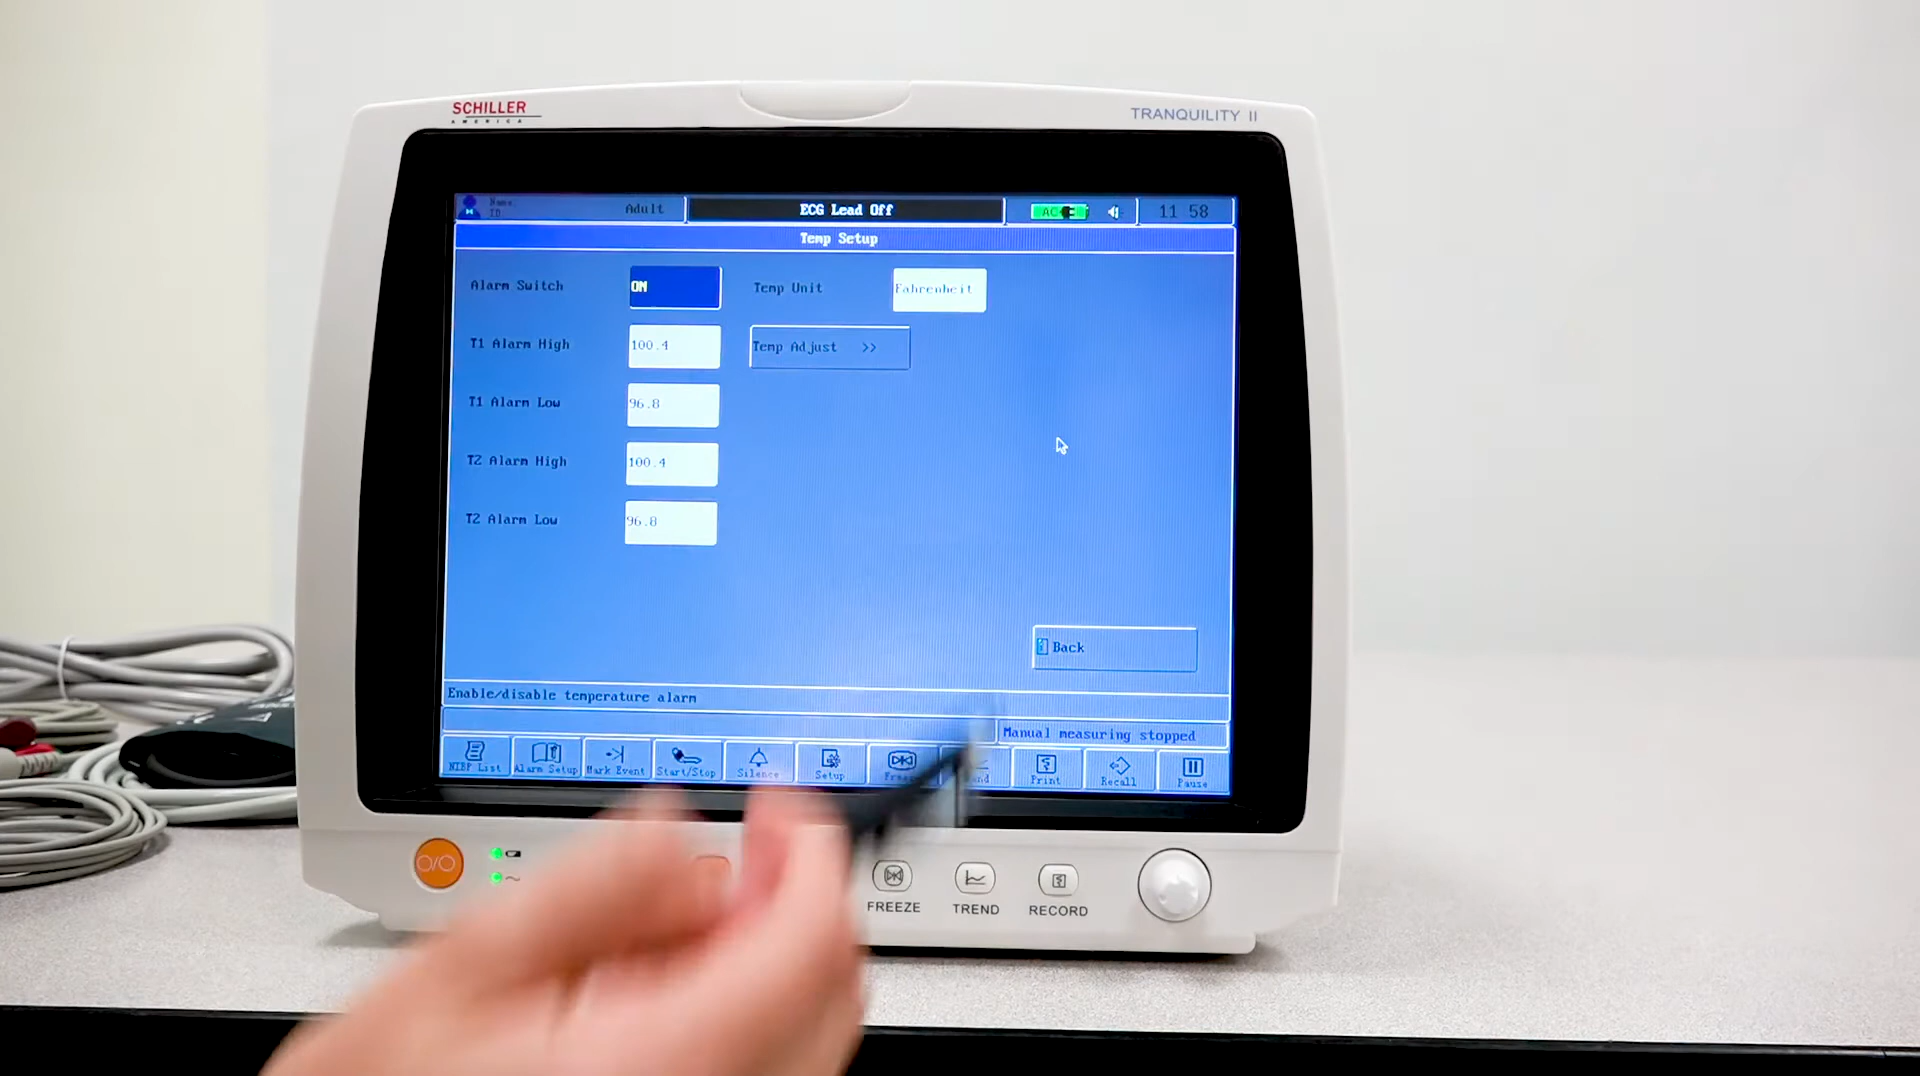 SCHILLER
AMERICA
TRANQUILITY II
Name
ID
Adult
ECG Lead Off
AC
11 58
Temp Setup
Alarm Switch
ON
Temp Unit
Fahrenheit
T1 Alarm High
100.4
Temp Adjust >>
T1 Alarm Low
96.8
T2 Alarm High
100.4
T2 Alarm Low
96.8
Back
Enable/disable temperature alarm
Manual measuring stopped
NIBP List
Alarm Setup
Mark Event
Start/Stop
Silence
Setup
Print
Recall
Pause
FREEZE
TREND
RECORD